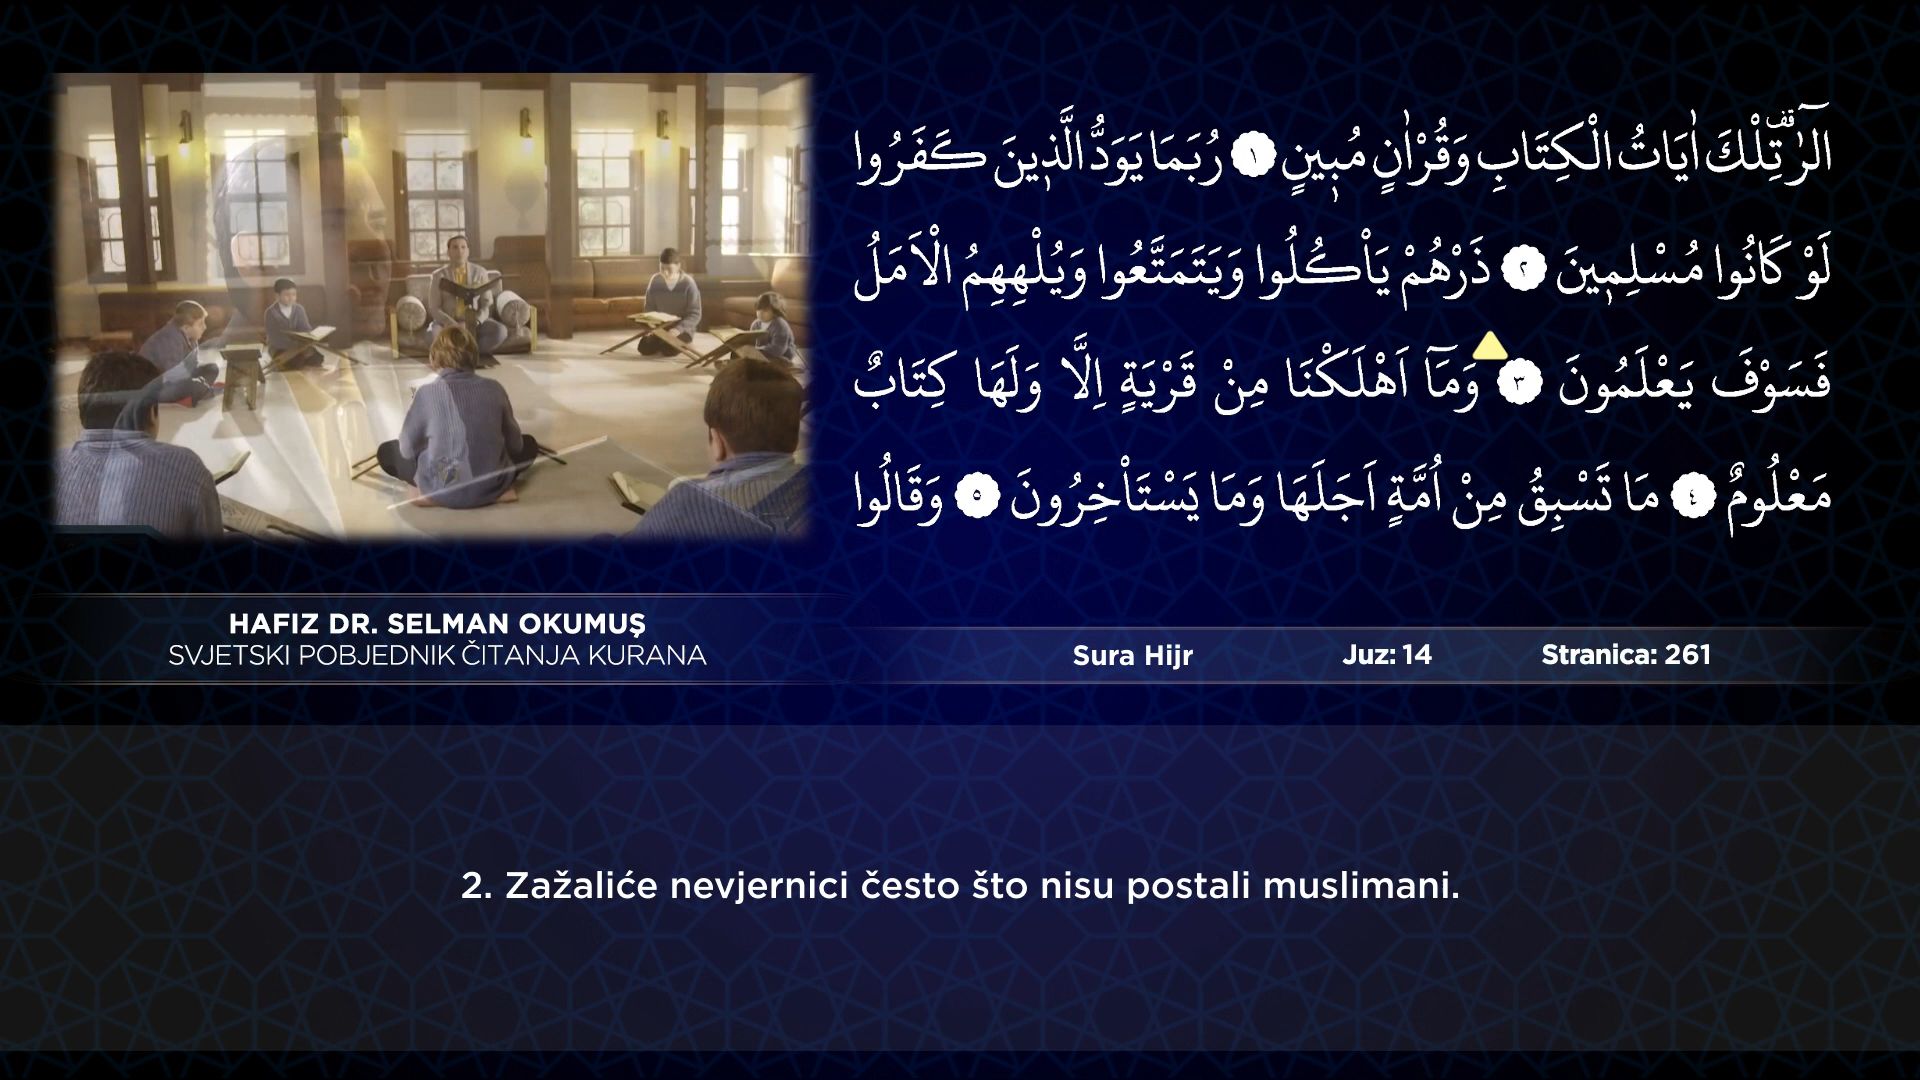 الٓرٰ ࣞتِلْكَ اٰيَاتُ الْكِتَابِ وَقُرْاٰنٍ مُب۪ينٍ ١ رُبَمَا يَوَدُّ الَّذ۪ينَ كَفَرُوا
لَوْ كَانُوا مُسْلِم۪ينَ ٢ ذَرْهُمْ يَاْكُلُوا وَيَتَمَتَّعُوا وَيُلْهِهِمُ الْاَمَلُ
فَسَوْفَ يَعْلَمُونَ ٣ وَمَٓا اَهْلَكْنَا مِنْ قَرْيَةٍ اِلَّا وَلَهَا كِتَابٌ
مَعْلُومٌ ٤ مَا تَسْبِقُ مِنْ اُمَّةٍ اَجَلَهَا وَمَا يَسْتَاْخِرُونَ ٥ وَقَالُوا
HAFIZ DR. SELMAN OKUMUŞ
SVJETSKI POBJEDNIK ČITANJA KURANA
Sura Hijr Juz: 14 Stranica: 261
2. Zažaliće nevjernici često što nisu postali muslimani.